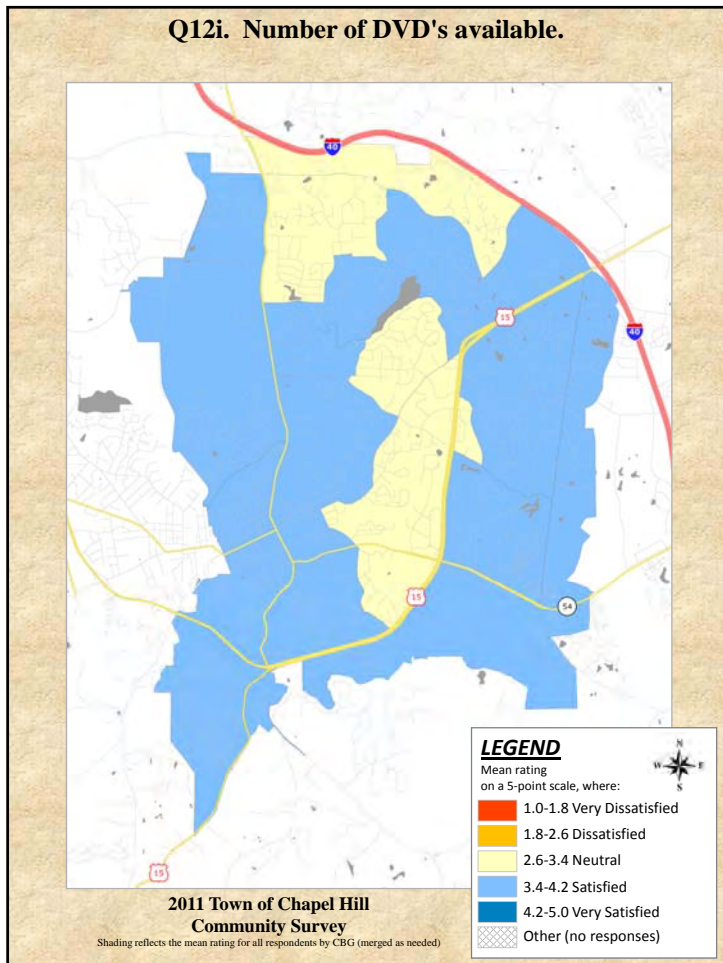 Q12i. Number of DVD's available.
40
15
40
54
15
15
LEGEND
Mean rating
on a 5-point scale, where:
N
W E
S
1.0-1.8 Very Dissatisfied
1.8-2.6 Dissatisfied
2.6-3.4 Neutral
3.4-4.2 Satisfied
4.2-5.0 Very Satisfied
Other (no responses)
2011 Town of Chapel Hill
Community Survey
Shading reflects the mean rating for all respondents by CBG (merged as needed)